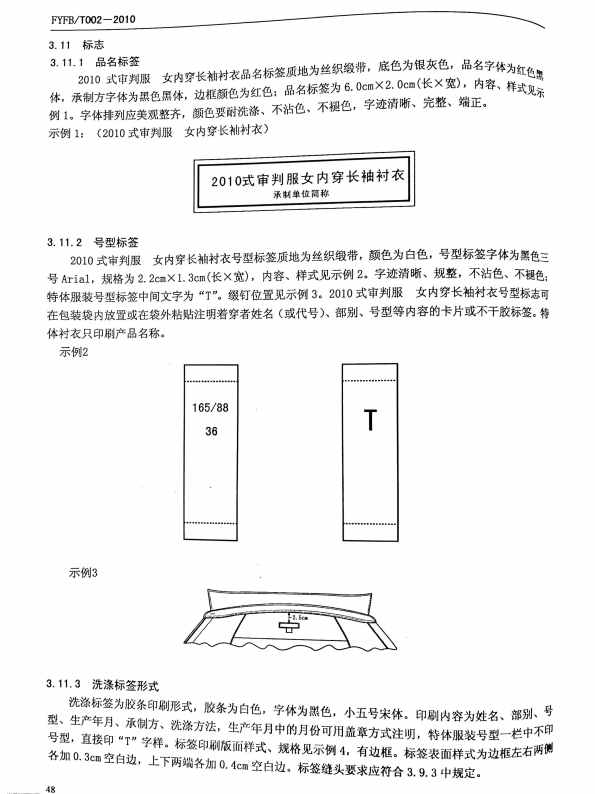 FYFB/T002－2010
3.11 标志
3.11.1 品名标签
2010 式审判服 女内穿长袖衬衣品名标签质地为丝织缎带，底色为银灰色，品名字体为红色黑
体，承制方字体为黑色黑体，边框颜色为红色；品名标签为 6.0cm×2.0cm(长×宽)，内容、样式见示
例 1。字体排列应美观整齐，颜色要耐洗涤、不沾色、不褪色，字迹清晰、完整、端正。
示例 1：（2010 式审判服 女内穿长袖衬衣）
2010式审判服女内穿长袖衬衣
承制单位简称
3.11.2 号型标签
2010 式审判服 女内穿长袖衬衣号型标签质地为丝织缎带，颜色为白色，号型标签字体为黑色三
号 Arial，规格为 2.2cm×1.3cm(长×宽)，内容、样式见示例 2。字迹清晰、规整，不沾色、不褪色；
特体服装号型标签中间文字为“T”。缀钉位置见示例 3。2010 式审判服 女内穿长袖衬衣号型标志可
在包装袋内放置或在袋外粘贴注明着穿者姓名（或代号）、部别、号型等内容的卡片或不干胶标签。特
体衬衣只印刷产品名称。
示例2
165/88
36
T
示例3
2.5cm
3.11.3 洗涤标签形式
洗涤标签为胶条印刷形式，胶条为白色，字体为黑色，小五号宋体。印刷内容为姓名、部别、号
型、生产年月、承制方、洗涤方法，生产年月中的月份可用盖章方式注明，特体服装号型一栏中不印
号型，直接印“T”字样。标签印刷版面样式、规格见示例 4，有边框。标签表面样式为边框左右两侧
各加 0.3cm 空白边，上下两端各加 0.4cm 空白边。标签缝头要求应符合 3.9.3 中规定。
48